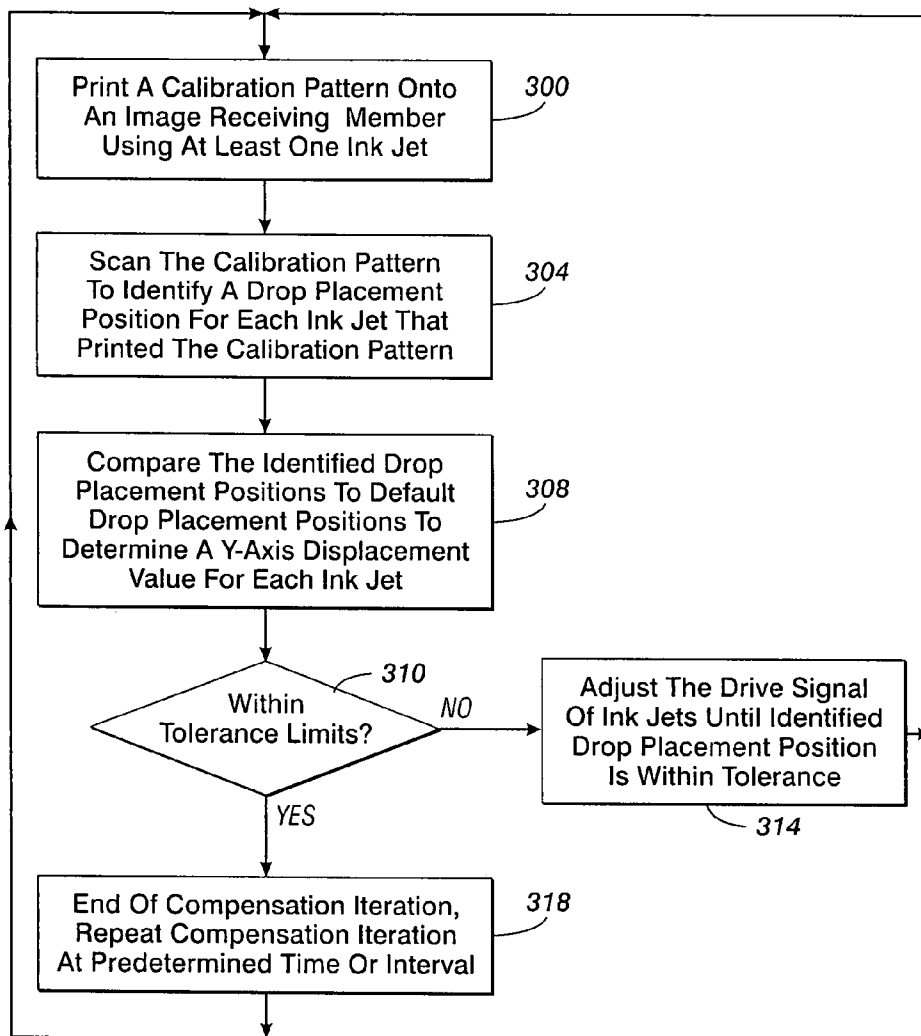 Print A Calibration Pattern Onto
An Image Receiving Member
Using At Least One Ink Jet
300
Scan The Calibration Pattern
To Identify A Drop Placement
Position For Each Ink Jet That
Printed The Calibration Pattern
304
Compare The Identified Drop
Placement Positions To Default
Drop Placement Positions To
Determine A Y-Axis Displacement
Value For Each Ink Jet
308
Within
Tolerance Limits?
310
NO
Adjust The Drive Signal
Of Ink Jets Until Identified
Drop Placement Position
Is Within Tolerance
314
YES
End Of Compensation Iteration,
Repeat Compensation Iteration
At Predetermined Time Or Interval
318